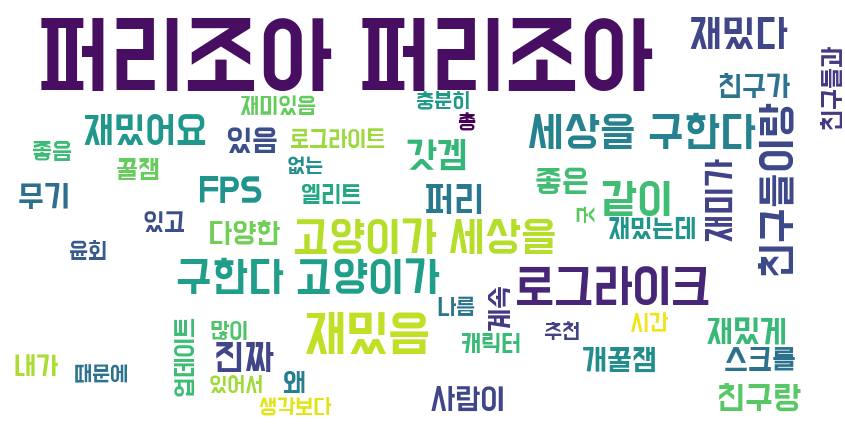 퍼리조아 퍼리조아
재밌다
친구들과
친구가
재미있음
충분히
총
재밌어요
있음
로그라이트
갓겜
세상을 구한다
친구들이랑
좋음
꿀잼
없는
무기
FPS
엘리트
퍼리
좋은
같이
재미가
있고
다양한
고양이가 세상을
곳
재밌는데
윤회
구한다 고양이가
계속
로그라이크
나름
재밌음
업데이트
많이
진짜
캐릭터
추천
시간
재밌게
내가
때문에
있어서
왜
생각보다
개꿀잼
스크롤
사람이
친구랑